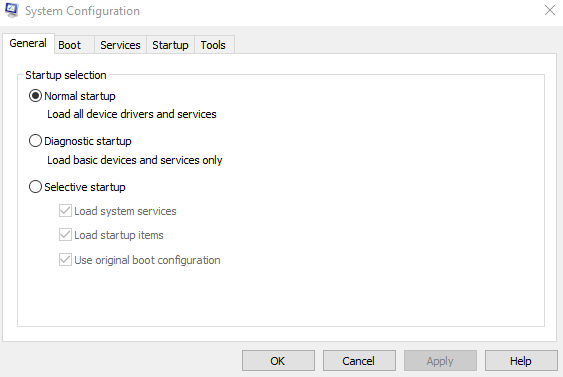 System Configuration
General Boot Services Startup Tools
Startup selection
Normal startup
Load all device drivers and services
Diagnostic startup
Load basic devices and services only
Selective startup
Load system services
Load startup items
Use original boot configuration
OK Cancel Apply Help